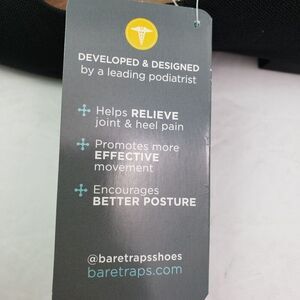 DEVELOPED & DESIGNED
by a leading podiatrist
Helps RELIEVE
joint & heel pain
Promotes more
EFFECTIVE
movement
Encourages
BETTER POSTURE
@baretrapsshoes
baretraps.com